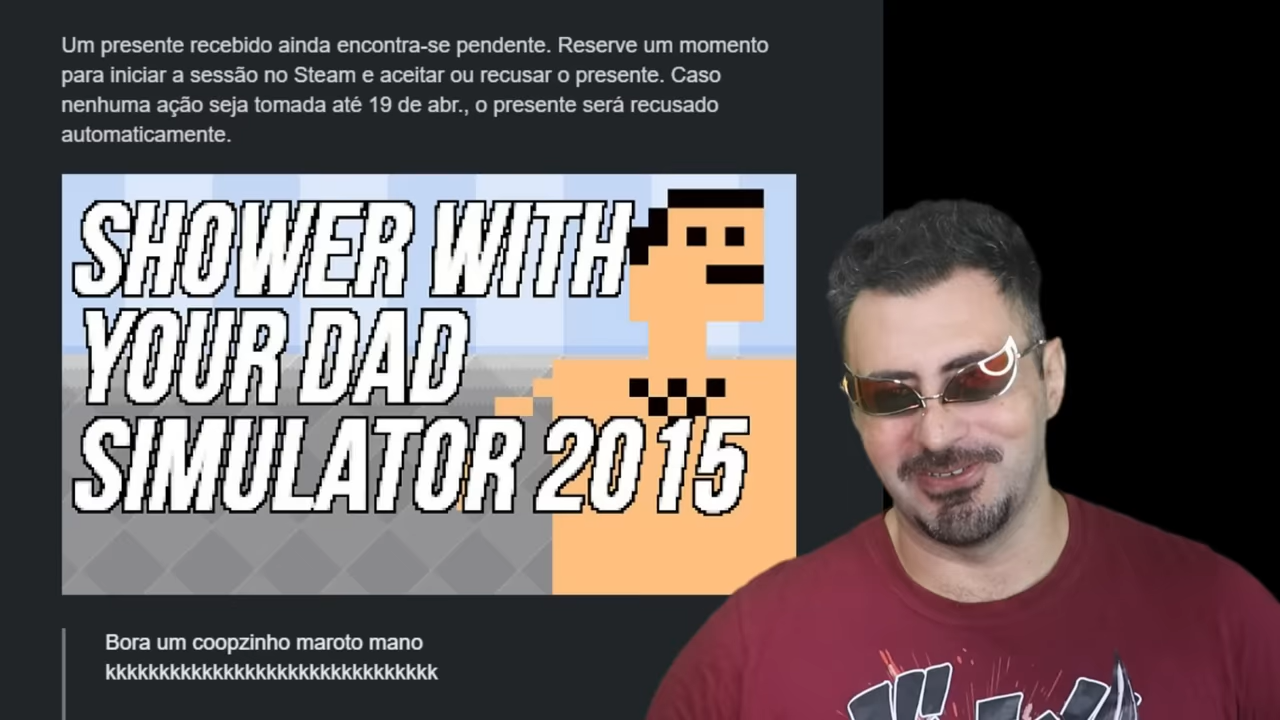 Um presente recebido ainda encontra-se pendente. Reserve um momento
para iniciar a sessão no Steam e aceitar ou recusar o presente. Caso
nenhuma ação seja tomada até 19 de abr., o presente será recusado
automaticamente.
SHOWER WITH
YOUR DAD
SIMULATOR 2015
Bora um coopzinho maroto mano
kkkkkkkkkkkkkkkkkkkkkkkkkkkkkkk